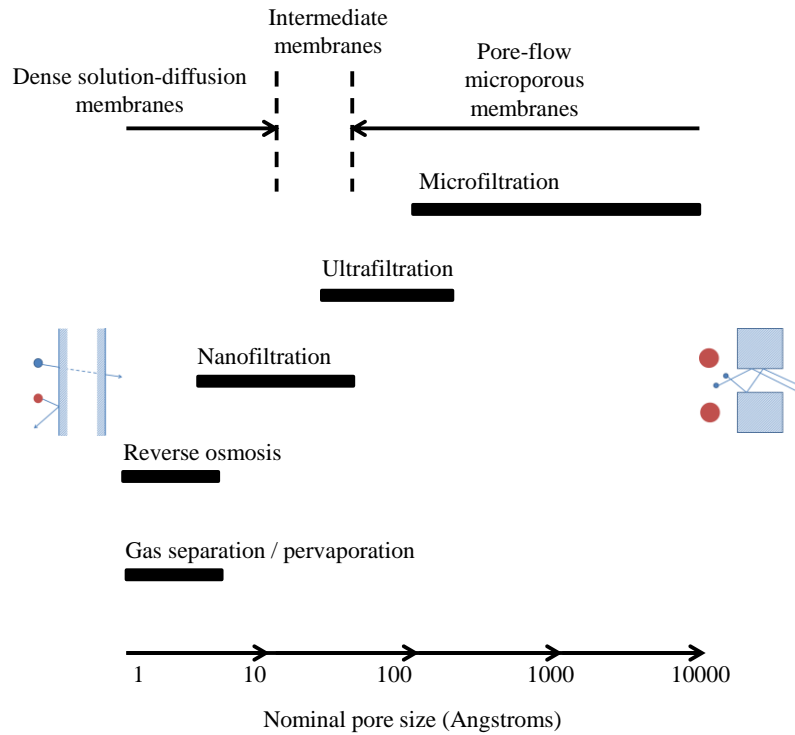 Intermediate
membranes
Dense solution-diffusion
membranes
Pore-flow
microporous
membranes
Microfiltration
Ultrafiltration
Nanofiltration
Reverse osmosis
Gas separation / pervaporation
1 10 100 1000 10000
Nominal pore size (Angstroms)